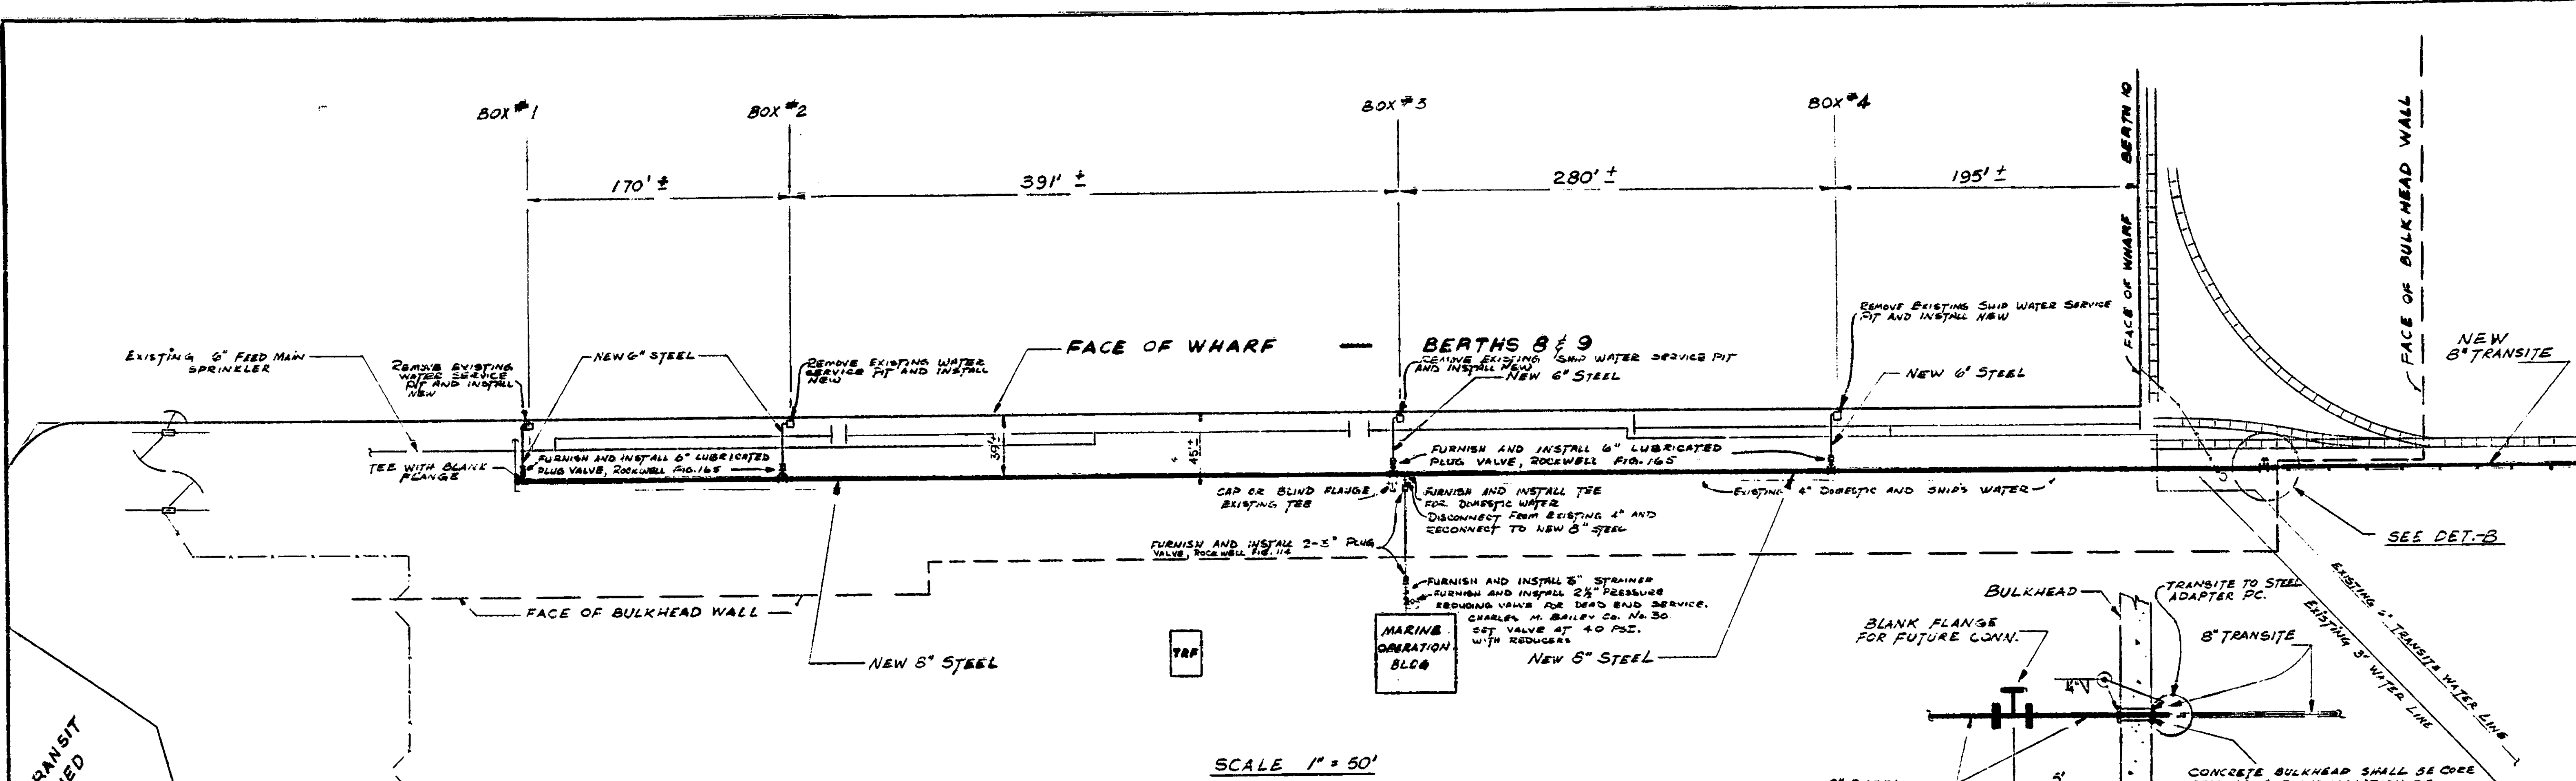 BOX #1
BOX #2
BOX #3
BOX #4
170' ±
391' ±
280' ±
195' ±
FACE OF WHARF BERTH 10
FACE OF BULKHEAD WALL
NEW
8" TRANSITE
EXISTING 6" FEED MAIN
SPRINKLER
REMOVE EXISTING
WATER SERVICE
PIT AND INSTALL
NEW
NEW 6" STEEL
REMOVE EXISTING WATER
SERVICE PIT AND INSTALL
NEW
FACE OF WHARF — BERTHS 8 & 9
REMOVE EXISTING SHIP WATER SERVICE PIT
AND INSTALL NEW
NEW 6" STEEL
REMOVE EXISTING SHIP WATER SERVICE
PIT AND INSTALL NEW
NEW 6" STEEL
TEE WITH BLANK
FLANGE
FURNISH AND INSTALL 6" LUBRICATED
PLUG VALVE, ROCKWELL FIG. 165
39'±
45'±
FURNISH AND INSTALL 6" LUBRICATED
PLUG VALVE, ROCKWELL FIG. 165
CAP OR BLIND FLANGE
EXISTING TEE
FURNISH AND INSTALL TEE
FOR DOMESTIC WATER
DISCONNECT FROM EXISTING 4" AND
RECONNECT TO NEW 8" STEEL
EXISTING 4" DOMESTIC AND SHIP'S WATER
FURNISH AND INSTALL 2-3" PLUG
VALVE, ROCKWELL FIG. 114
FURNISH AND INSTALL 3" STRAINER
FURNISH AND INSTALL 2½" PRESSURE
REDUCING VALVE FOR DEAD END SERVICE.
CHARLES M. BAILEY CO. No. 30
SET VALVE AT 40 PSI.
WITH REDUCERS
SEE DET.-B
FACE OF BULKHEAD WALL
NEW 8" STEEL
TRF
MARINE
OPERATION
BLDG
NEW 8" STEEL
BULKHEAD
TRANSITE TO STEEL
ADAPTER PC.
BLANK FLANGE
FOR FUTURE CONN.
8" TRANSITE
TRANSITE WATER LINE
EXISTING 3" WATER LINE
SCALE 1" = 50'
5'
CONCRETE BULKHEAD SHALL BE CORE